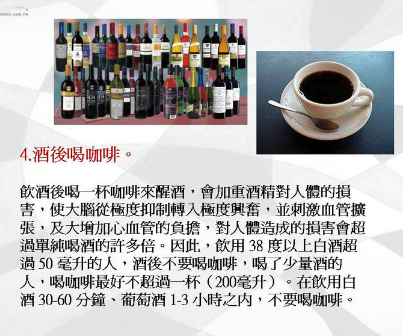 4.酒後喝咖啡。
飲酒後喝一杯咖啡來醒酒，會加重酒精對人體的損
害，使大腦從極度抑制轉入極度興奮，並刺激血管擴
張，及大增加心血管的負擔，對人體造成的損害會超
過單純喝酒的許多倍。因此，飲用 38 度以上白酒超
過 50 毫升的人，酒後不要喝咖啡，喝了少量酒的
人，喝咖啡最好不超過一杯（200毫升）。在飲用白
酒 30-60 分鐘、葡萄酒 1-3 小時之內，不要喝咖啡。